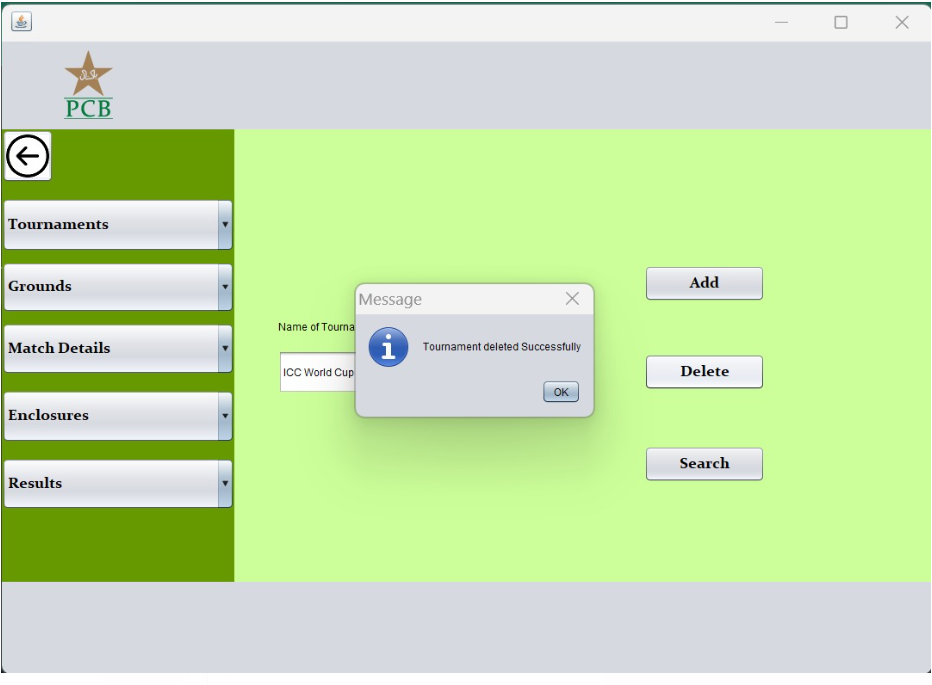 PCB
Tournaments
Grounds
Match Details
Enclosures
Results
Name of Tourna
ICC World Cup
Message
Tournament deleted Successfully
OK
Add
Delete
Search